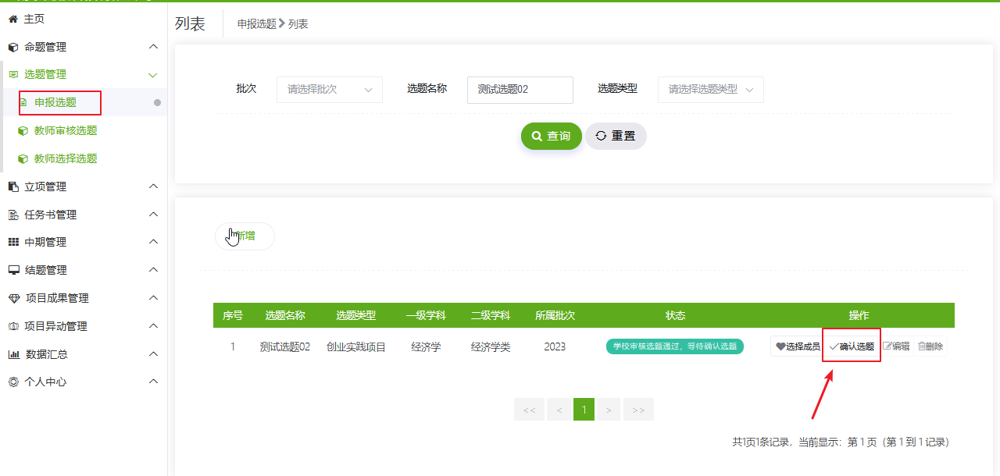 主页
命题管理
选题管理
申报选题
教师审核选题
教师选择选题
立项管理
任务书管理
中期管理
结题管理
项目成果管理
项目异动管理
数据汇总
个人中心
列表 申报选题 列表
批次 请选择批次 选题名称 测试选题02 选题类型 请选择选题类型
查询 重置
新增
序号 选题名称 选题类型 一级学科 二级学科 所属批次 状态 操作
1 测试选题02 创业实践项目 经济学 经济学类 2023 学校审核选题通过，等待确认选题 选择成员 确认选题 编辑 删除
<< < 1 > >>
共1页1条记录，当前显示：第 1 页（第 1 到 1 记录）